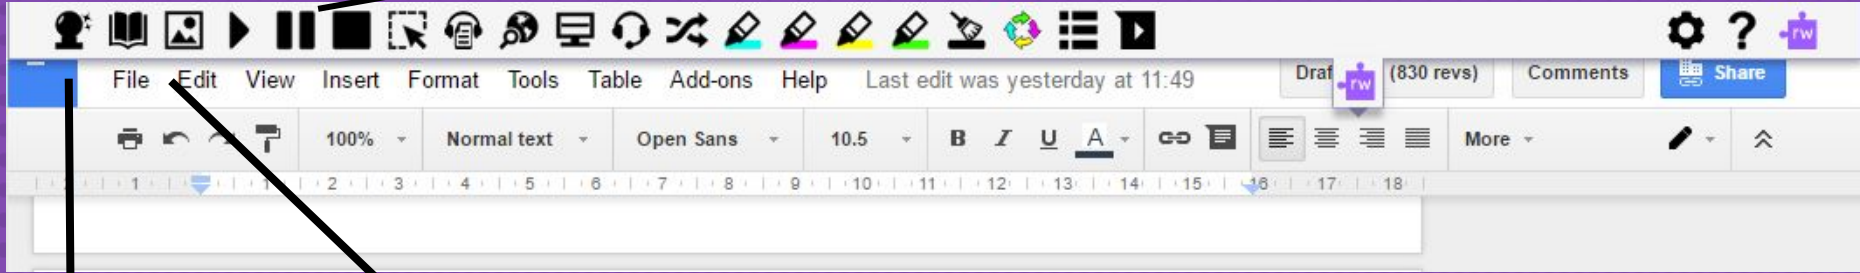 rw
File Edit View Insert Format Tools Table Add-ons Help Last edit was yesterday at 11:49 Draf rw (830 revs) Comments Share
100% Normal text Open Sans 10.5 B I U A More
1 1 2 3 4 5 6 7 8 9 10 11 12 13 14 15 16 17 18